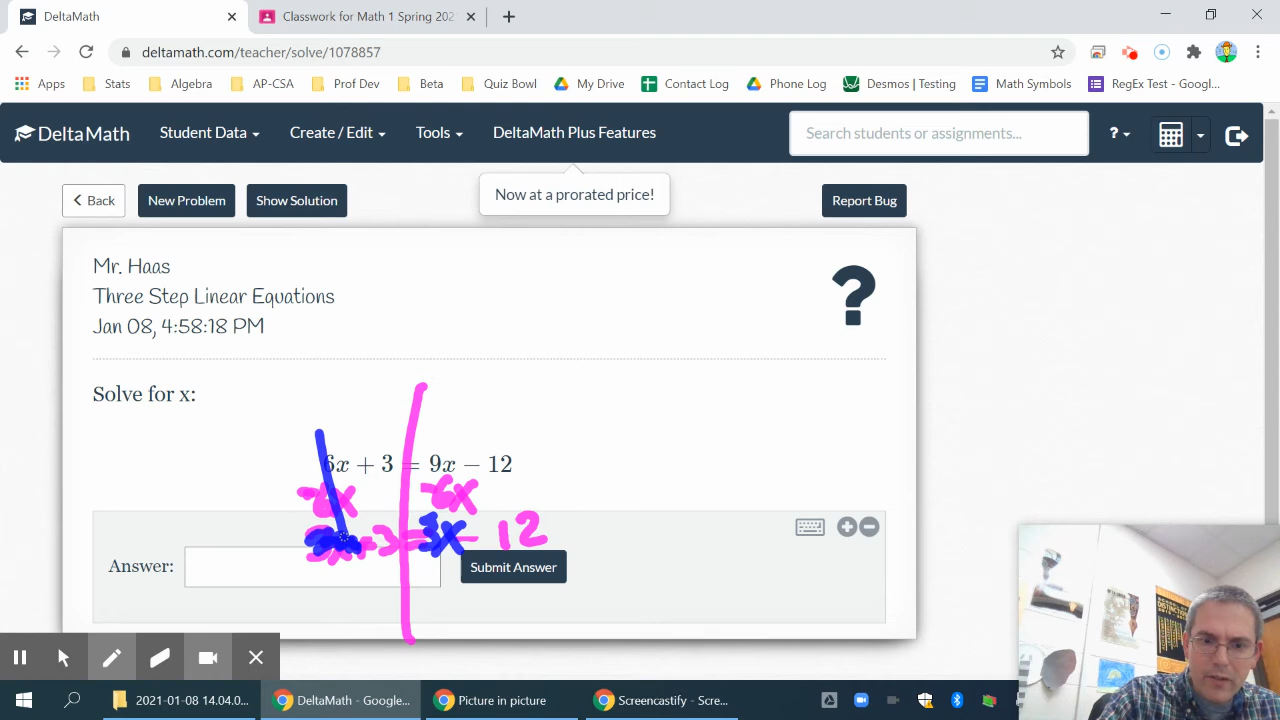 DeltaMath
Classwork for Math 1 Spring 202
deltamath.com/teacher/solve/1078857
Apps Stats Algebra AP-CSA Prof Dev Beta Quiz Bowl My Drive Contact Log Phone Log Desmos | Testing Math Symbols RegEx Test - Googl...
DeltaMath Student Data Create / Edit Tools DeltaMath Plus Features Search students or assignments... ?
Now at a prorated price!
Back New Problem Show Solution Report Bug
Mr. Haas
Three Step Linear Equations
Jan 08, 4:58:18 PM
?
Solve for x:
6x + 3 = 9x − 12
-6x -6x
+3 = 3x - 12
Answer: Submit Answer
2021-01-08 14.04.0... DeltaMath - Google... Picture in picture Screencastify - Scre...